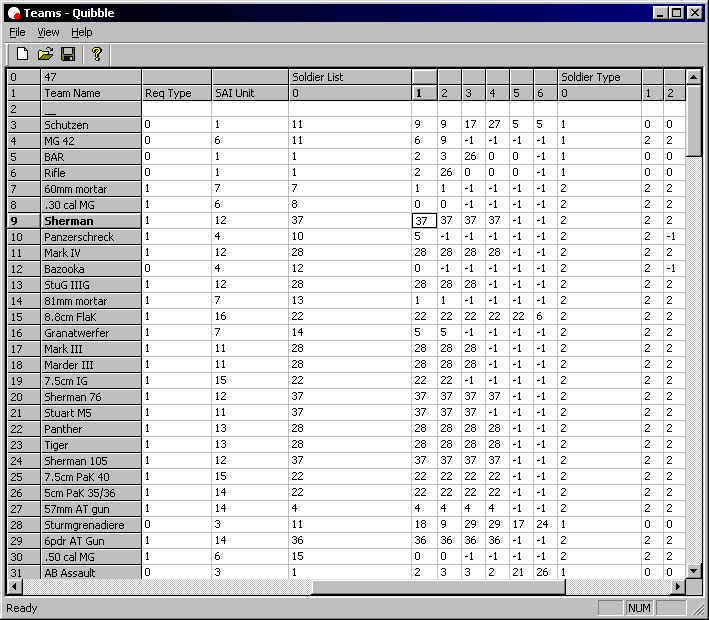 Teams - Quibble
File View Help
0 47 Soldier List Soldier Type
1 Team Name Req Type SAI Unit 0 1 2 3 4 5 6 0 1 2
2 __
3 Schutzen 0 1 11 9 9 17 27 5 5 1 0 0
4 MG 42 0 6 11 6 9 -1 -1 -1 -1 1 2 2
5 BAR 0 1 1 2 3 26 0 0 -1 1 0 0
6 Rifle 0 1 1 2 26 0 0 0 -1 1 0 0
7 60mm mortar 1 7 7 1 1 -1 -1 -1 -1 2 2 2
8 .30 cal MG 1 6 8 0 0 -1 -1 -1 -1 2 2 2
9 Sherman 1 12 37 37 37 37 37 -1 -1 2 2 2
10 Panzerschreck 1 4 10 5 -1 -1 -1 -1 -1 2 2 -1
11 Mark IV 1 12 28 28 28 28 28 -1 -1 2 2 2
12 Bazooka 0 4 12 0 -1 -1 -1 -1 -1 2 2 -1
13 StuG IIIG 1 12 28 28 28 28 -1 -1 -1 2 2 2
14 81mm mortar 1 7 13 1 1 -1 -1 -1 -1 2 2 2
15 8.8cm FlaK 1 16 22 22 22 22 22 22 6 2 2 2
16 Granatwerfer 1 7 14 5 5 -1 -1 -1 -1 2 2 2
17 Mark III 1 11 28 28 28 28 -1 -1 -1 2 2 2
18 Marder III 1 11 28 28 28 28 -1 -1 -1 2 2 2
19 7.5cm IG 1 15 22 22 22 -1 -1 -1 -1 2 2 2
20 Sherman 76 1 12 37 37 37 37 37 -1 -1 2 2 2
21 Stuart M5 1 11 37 37 37 37 -1 -1 -1 2 2 2
22 Panther 1 13 28 28 28 28 28 -1 -1 2 2 2
23 Tiger 1 13 28 28 28 28 28 -1 -1 2 2 2
24 Sherman 105 1 12 37 37 37 37 37 -1 -1 2 2 2
25 7.5cm PaK 40 1 15 22 22 22 22 22 -1 -1 2 2 2
26 5cm PaK 35/36 1 14 22 22 22 22 22 -1 -1 2 2 2
27 57mm AT gun 1 14 4 4 4 4 4 -1 -1 2 2 2
28 Sturmgrenadiere 0 3 11 18 9 29 29 17 24 1 0 0
29 6pdr AT Gun 1 14 36 36 36 36 36 -1 -1 2 2 2
30 .50 cal MG 1 6 15 0 0 -1 -1 -1 -1 2 2 2
31 AB Assault 0 3 1 2 3 3 2 21 26 1 0 0
Ready NUM